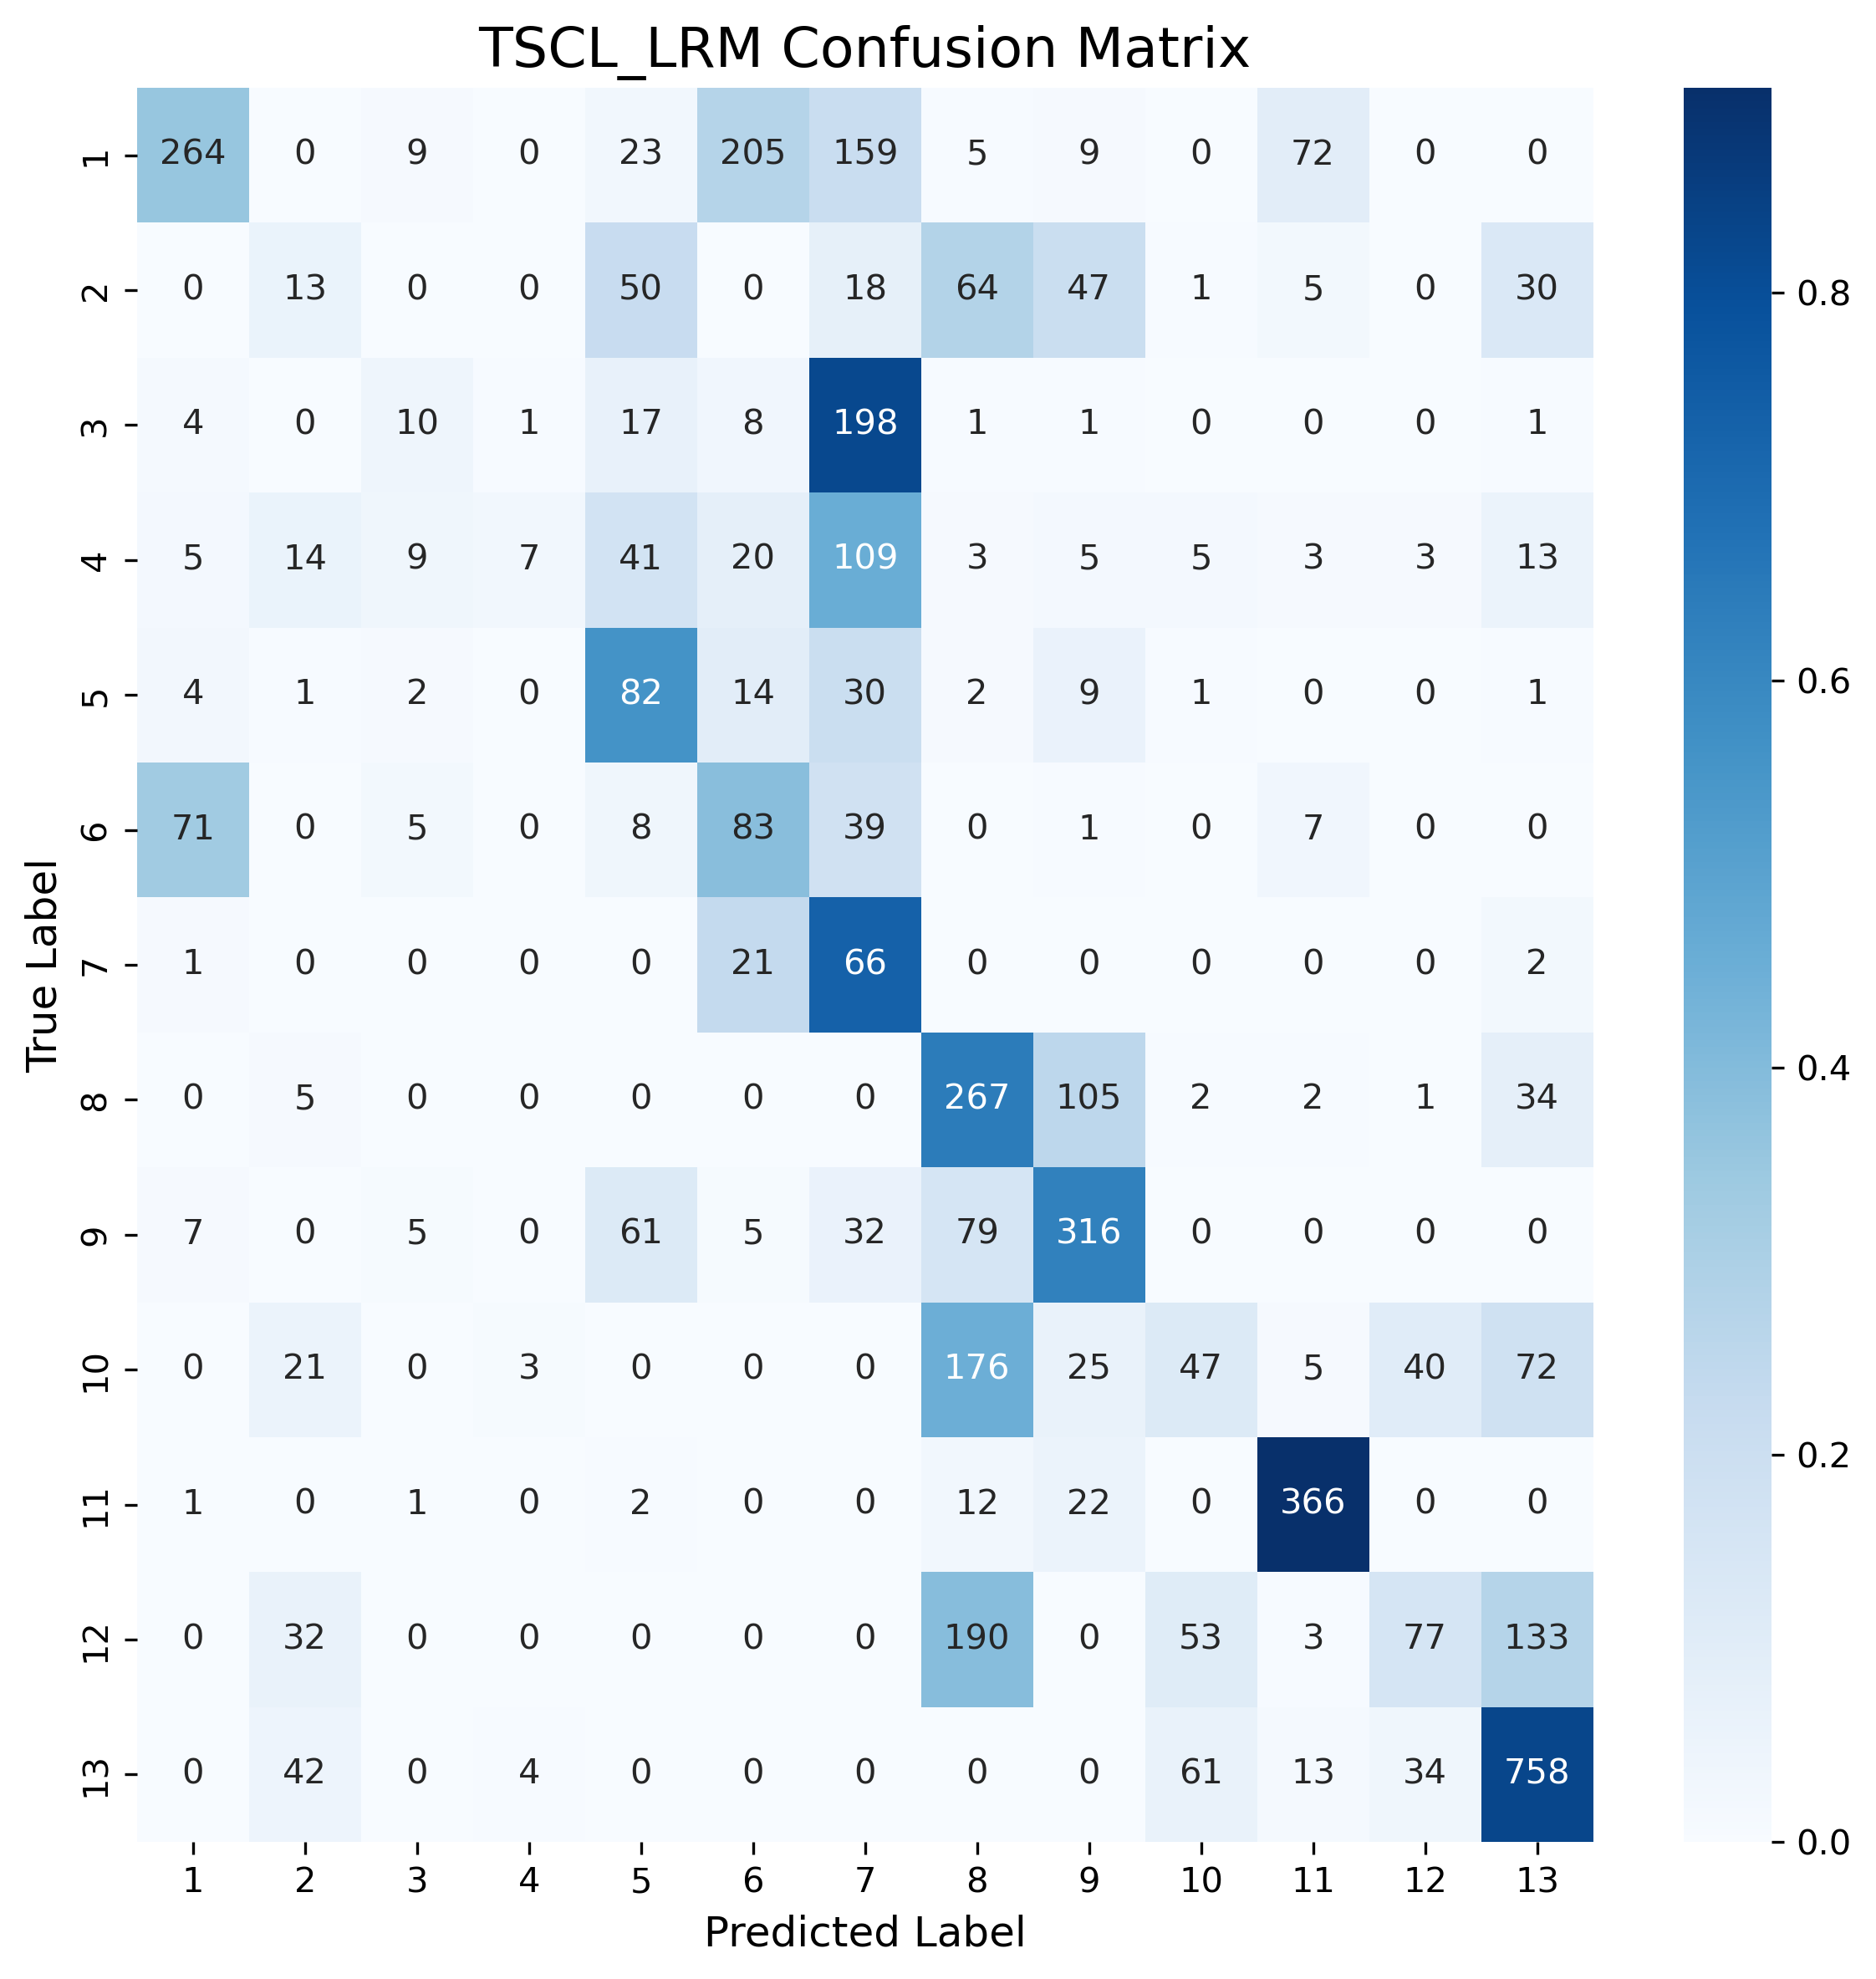 TSCL_LRM Confusion Matrix
1 264 0 9 0 23 205 159 5 9 0 72 0 0
2 0 13 0 0 50 0 18 64 47 1 5 0 30
3 4 0 10 1 17 8 198 1 1 0 0 0 1
4 5 14 9 7 41 20 109 3 5 5 3 3 13
5 4 1 2 0 82 14 30 2 9 1 0 0 1
6 71 0 5 0 8 83 39 0 1 0 7 0 0
7 1 0 0 0 0 21 66 0 0 0 0 0 2
8 0 5 0 0 0 0 0 267 105 2 2 1 34
9 7 0 5 0 61 5 32 79 316 0 0 0 0
10 0 21 0 3 0 0 0 176 25 47 5 40 72
11 1 0 1 0 2 0 0 12 22 0 366 0 0
12 0 32 0 0 0 0 0 190 0 53 3 77 133
13 0 42 0 4 0 0 0 0 0 61 13 34 758
1 2 3 4 5 6 7 8 9 10 11 12 13
Predicted Label
True Label
0.8
0.6
0.4
0.2
0.0